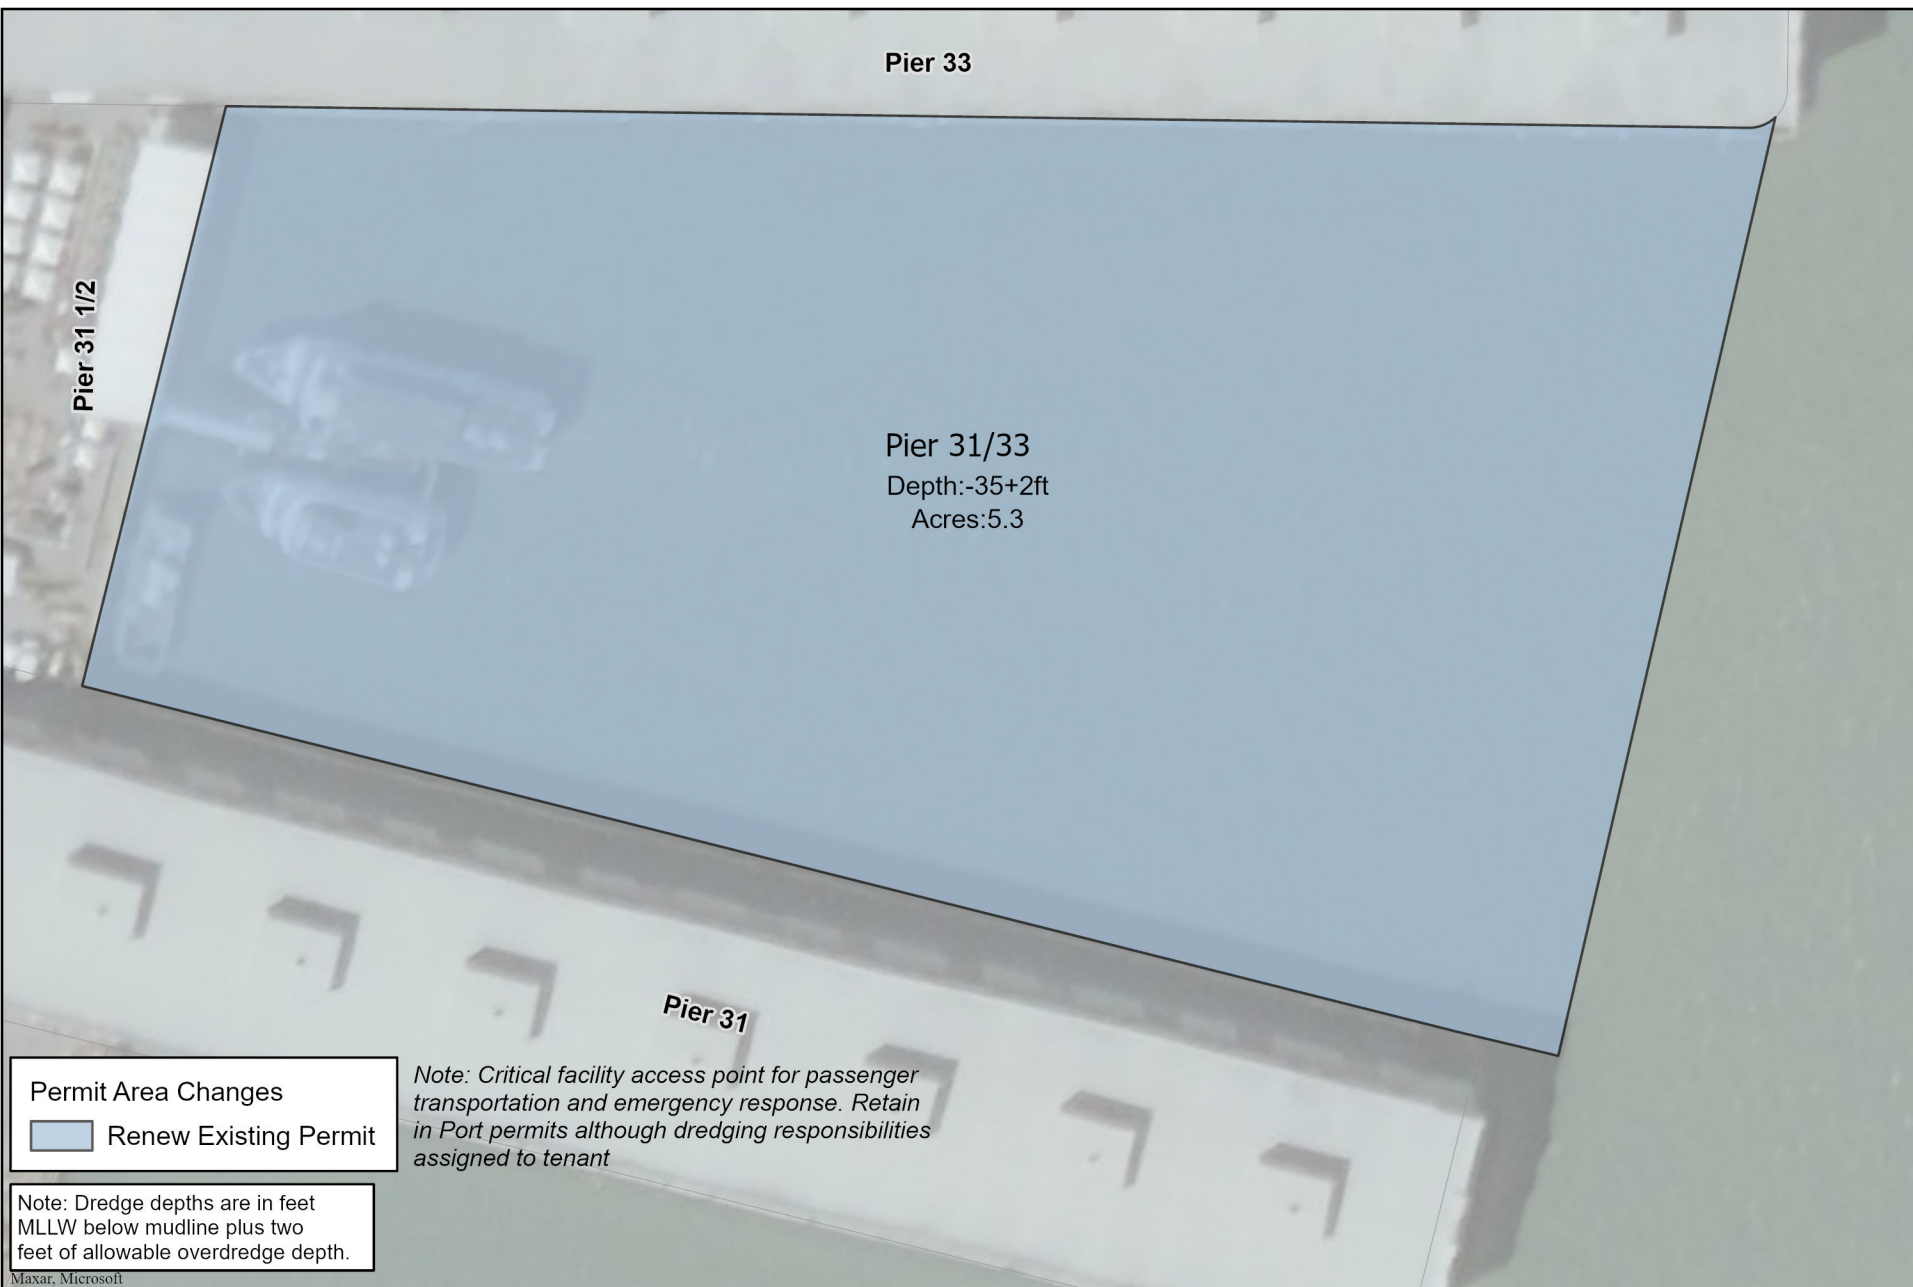 Pier 33
Pier 31 1/2
Pier 31/33
Depth:-35+2ft
Acres:5.3
Pier 31
Permit Area Changes
Renew Existing Permit
Note: Critical facility access point for passenger
transportation and emergency response. Retain
in Port permits although dredging responsibilities
assigned to tenant
Note: Dredge depths are in feet
MLLW below mudline plus two
feet of allowable overdredge depth.
Maxar, Microsoft